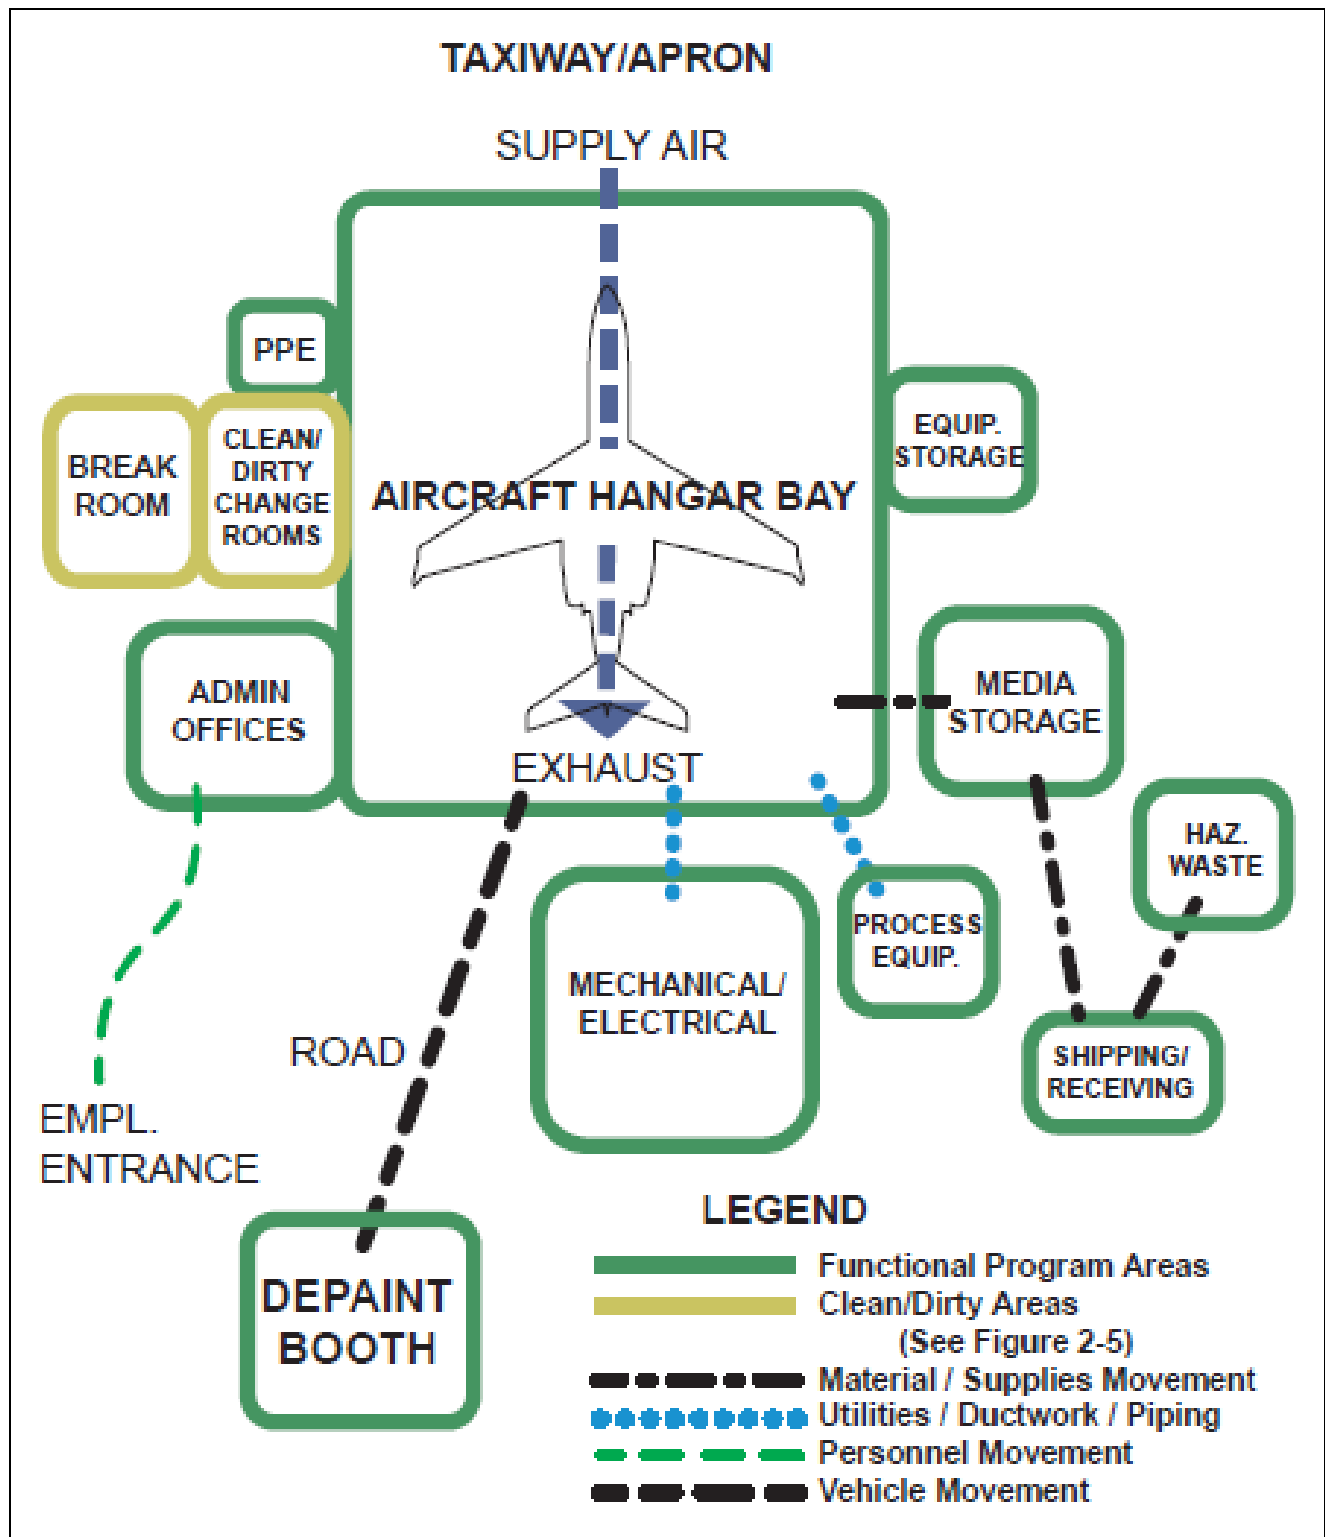 TAXIWAY/APRON
SUPPLY AIR
PPE
BREAK
ROOM
CLEAN/
DIRTY
CHANGE
ROOMS
AIRCRAFT HANGAR BAY
EQUIP.
STORAGE
ADMIN
OFFICES
MEDIA
STORAGE
EXHAUST
HAZ.
WASTE
PROCESS
EQUIP.
MECHANICAL/
ELECTRICAL
ROAD
SHIPPING/
RECEIVING
EMPL.
ENTRANCE
DEPAINT
BOOTH
LEGEND
Functional Program Areas
Clean/Dirty Areas
(See Figure 2-5)
Material / Supplies Movement
Utilities / Ductwork / Piping
Personnel Movement
Vehicle Movement